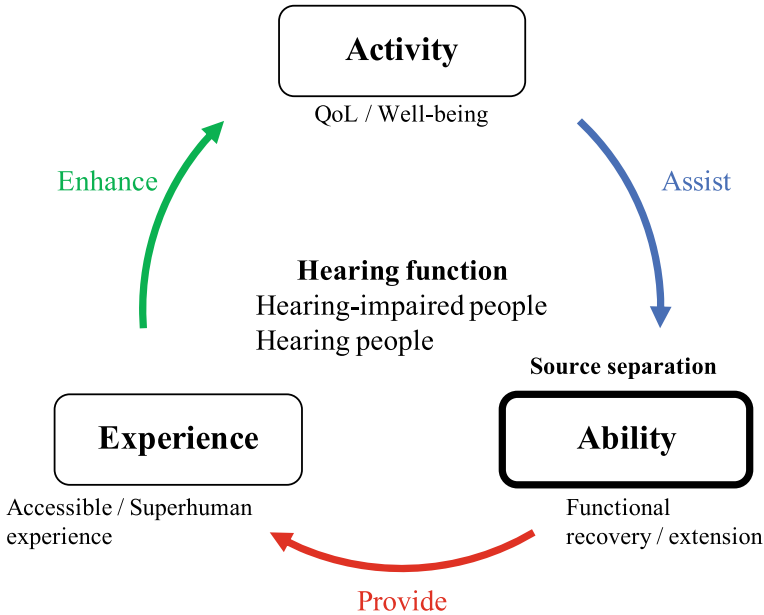 Activity
QoL / Well-being
Enhance
Assist
Hearing function
Hearing-impaired people
Hearing people
Source separation
Experience
Ability
Accessible / Superhuman
experience
Functional
recovery / extension
Provide